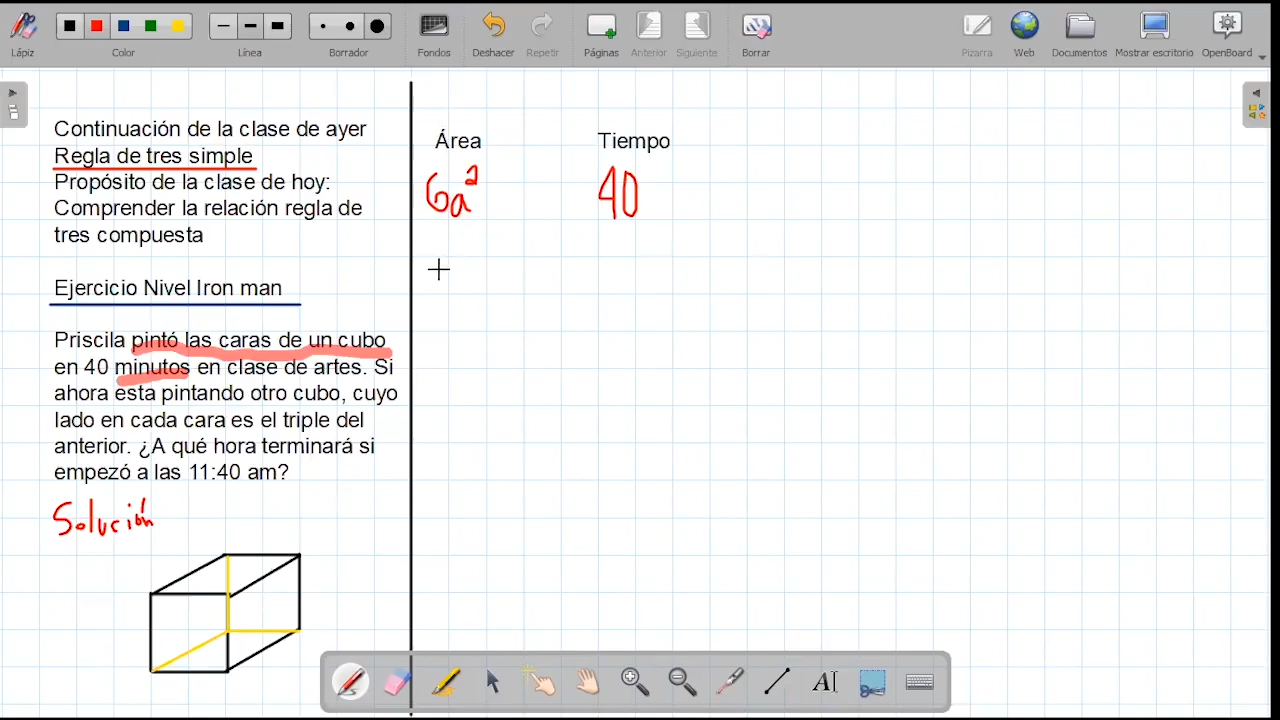 Lápiz
Color
Línea
Borrador
Fondos
Deshacer
Repetir
Páginas
Anterior
Siguiente
Borrar
Pizarra
Web
Documentos
Mostrar escritorio
OpenBoard
Continuación de la clase de ayer
Regla de tres simple
Propósito de la clase de hoy:
Comprender la relación regla de
tres compuesta
Ejercicio Nivel Iron man
Priscila pintó las caras de un cubo
en 40 minutos en clase de artes. Si
ahora esta pintando otro cubo, cuyo
lado en cada cara es el triple del
anterior. ¿A qué hora terminará si
empezó a las 11:40 am?
Solución
Área Tiempo
6a² 40
AI